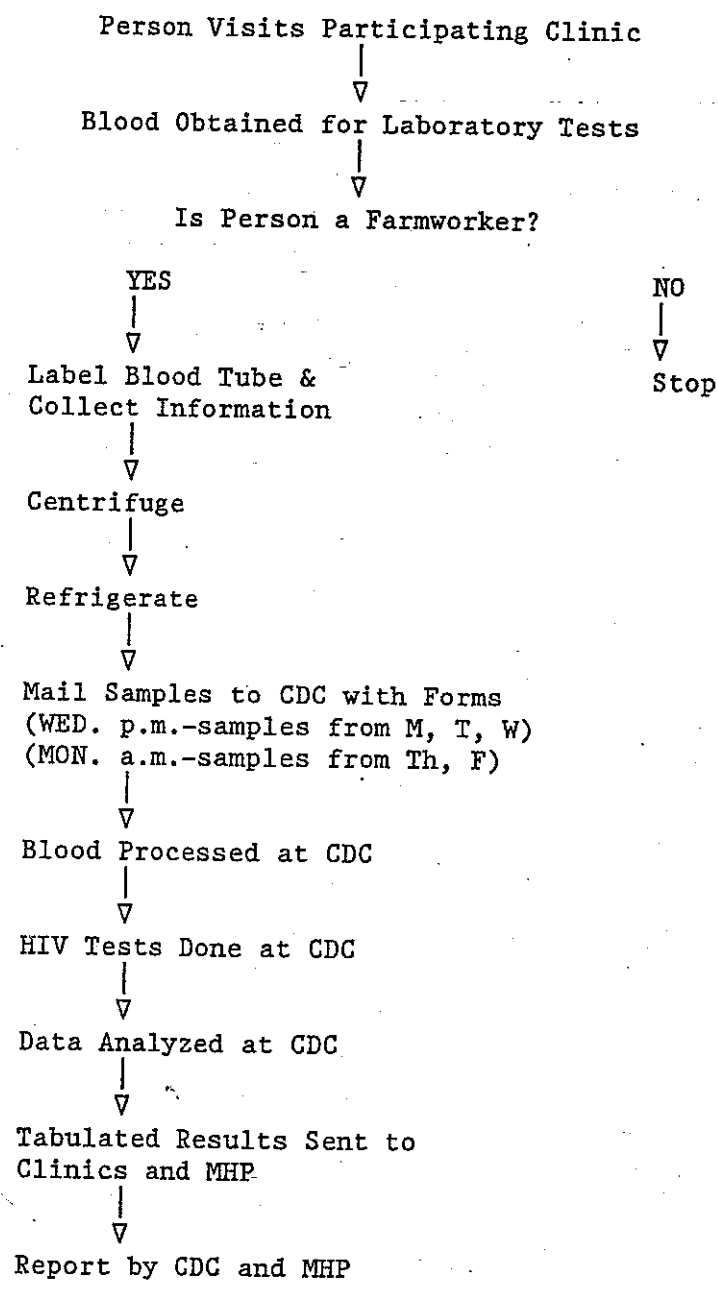 Person Visits Participating Clinic
Blood Obtained for Laboratory Tests
Is Person a Farmworker?
YES
NO
Label Blood Tube &
Collect Information
Stop
Centrifuge
Refrigerate
Mail Samples to CDC with Forms
(WED. p.m.-samples from M, T, W)
(MON. a.m.-samples from Th, F)
Blood Processed at CDC
HIV Tests Done at CDC
Data Analyzed at CDC
Tabulated Results Sent to
Clinics and MHP
Report by CDC and MHP